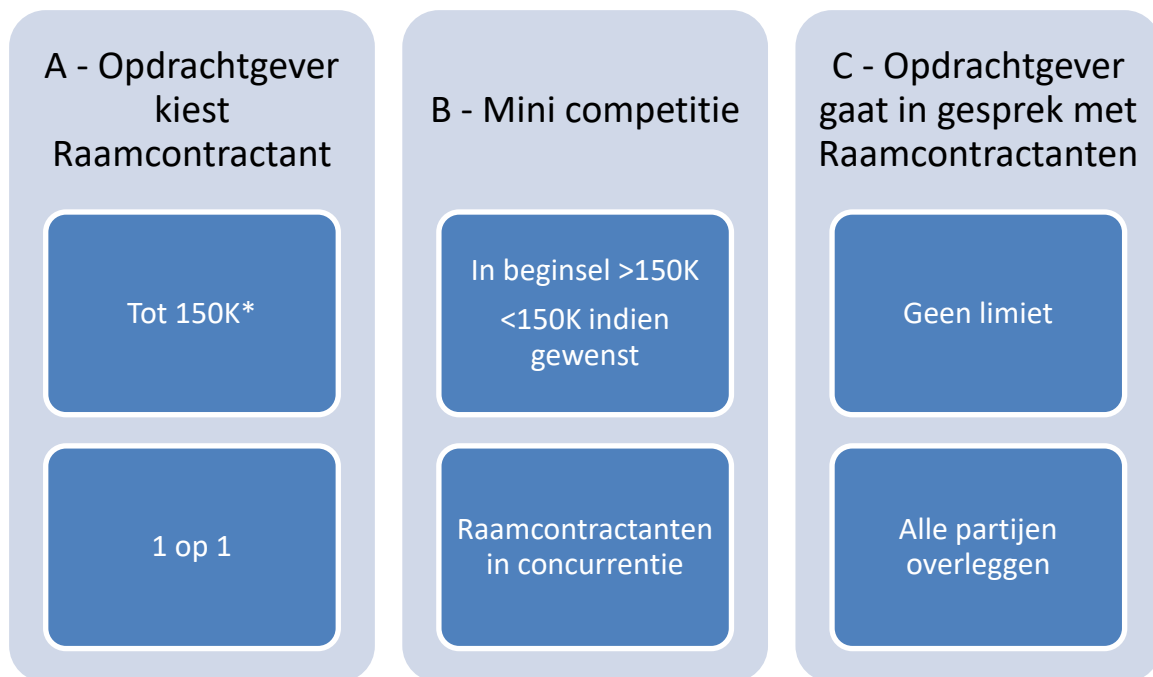 A - Opdrachtgever
kiest
Raamcontractant
Tot 150K*
1 op 1
B - Mini competitie
In beginsel >150K
<150K indien
gewenst
Raamcontractanten
in concurrentie
C - Opdrachtgever
gaat in gesprek met
Raamcontractanten
Geen limiet
Alle partijen
overleggen